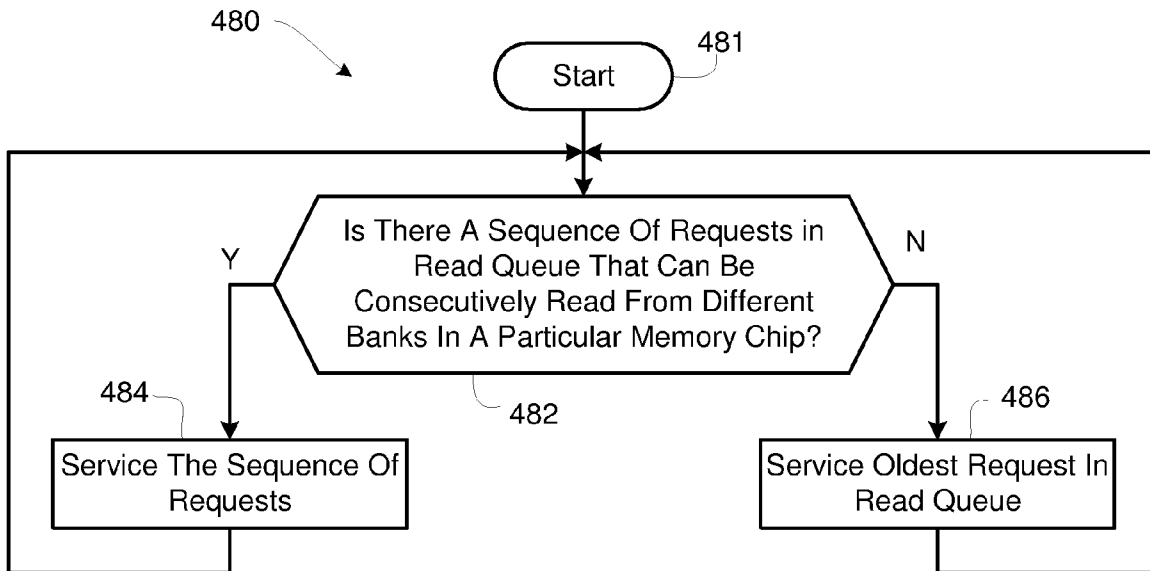 480
481
Start
Is There A Sequence Of Requests in
Read Queue That Can Be
Consecutively Read From Different
Banks In A Particular Memory Chip?
Y
N
482
484
Service The Sequence Of
Requests
486
Service Oldest Request In
Read Queue